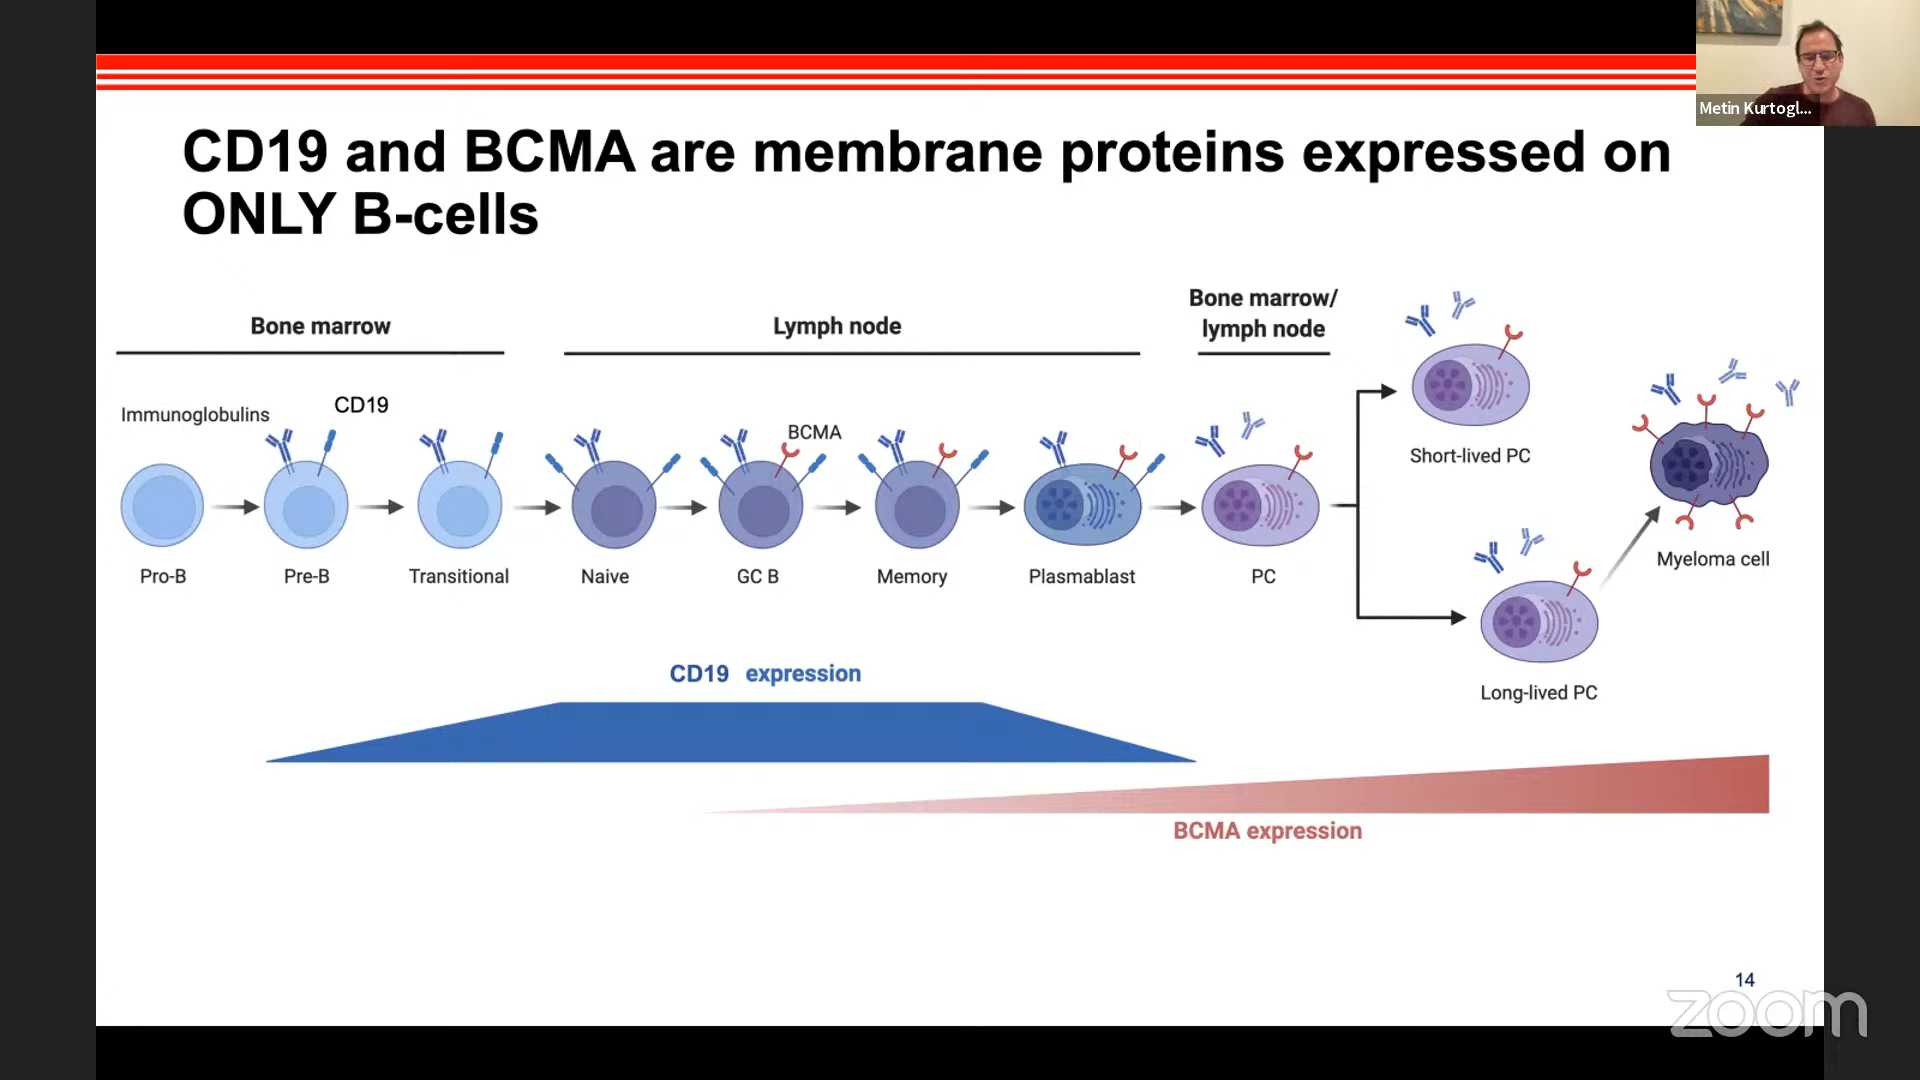 Metin Kurtogl...
CD19 and BCMA are membrane proteins expressed on
ONLY B-cells
Bone marrow
Lymph node
Bone marrow/
lymph node
Immunoglobulins
CD19
BCMA
Pro-B
Pre-B
Transitional
Naive
GC B
Memory
Plasmablast
PC
Short-lived PC
Long-lived PC
Myeloma cell
CD19 expression
BCMA expression
14
zoom